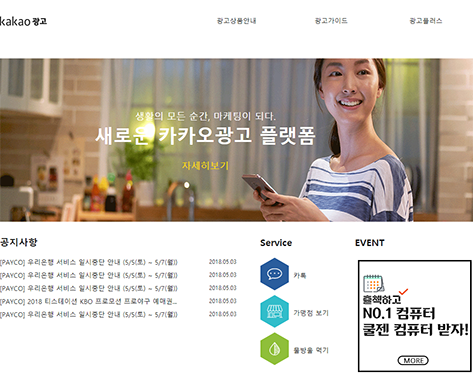 kakao 광고
광고상품안내 광고가이드 광고플러스
생활의 모든 순간, 마케팅이 되다.
새로운 카카오광고 플랫폼
자세히보기
공지사항
[PAYCO] 우리은행 서비스 일시중단 안내 (5/5(토) ~ 5/7(월)) 2018.05.03
[PAYCO] 우리은행 서비스 일시중단 안내 (5/5(토) ~ 5/7(월)) 2018.05.03
[PAYCO] 우리은행 서비스 일시중단 안내 (5/5(토) ~ 5/7(월)) 2018.05.03
[PAYCO] 2018 티스테이션 KBO 프로모션 프로야구 예매권... 2018.05.03
[PAYCO] 우리은행 서비스 일시중단 안내 (5/5(토) ~ 5/7(월)) 2018.05.03
Service
카톡
가맹점 보기
물방울 먹기
EVENT
츌첵하고
NO.1 컴퓨터
쿨젠 컴퓨터 받자!
MORE